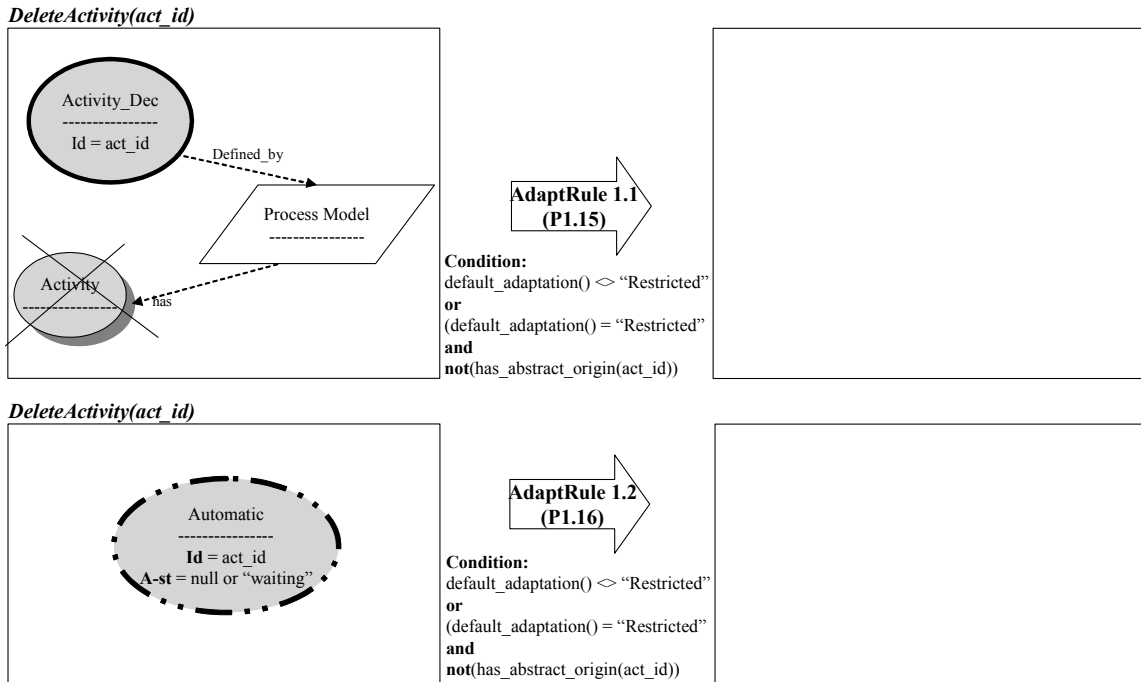 DeleteActivity(act_id)
Activity_Dec
----------------
Id = act_id
Defined_by
Process Model
----------------
Activity
----------------
has
AdaptRule 1.1
(P1.15)
Condition:
default_adaptation() <> “Restricted”
or
(default_adaptation() = “Restricted”
and
not(has_abstract_origin(act_id))
DeleteActivity(act_id)
Automatic
----------------
Id = act_id
A-st = null or “waiting”
AdaptRule 1.2
(P1.16)
Condition:
default_adaptation() <> “Restricted”
or
(default_adaptation() = “Restricted”
and
not(has_abstract_origin(act_id))